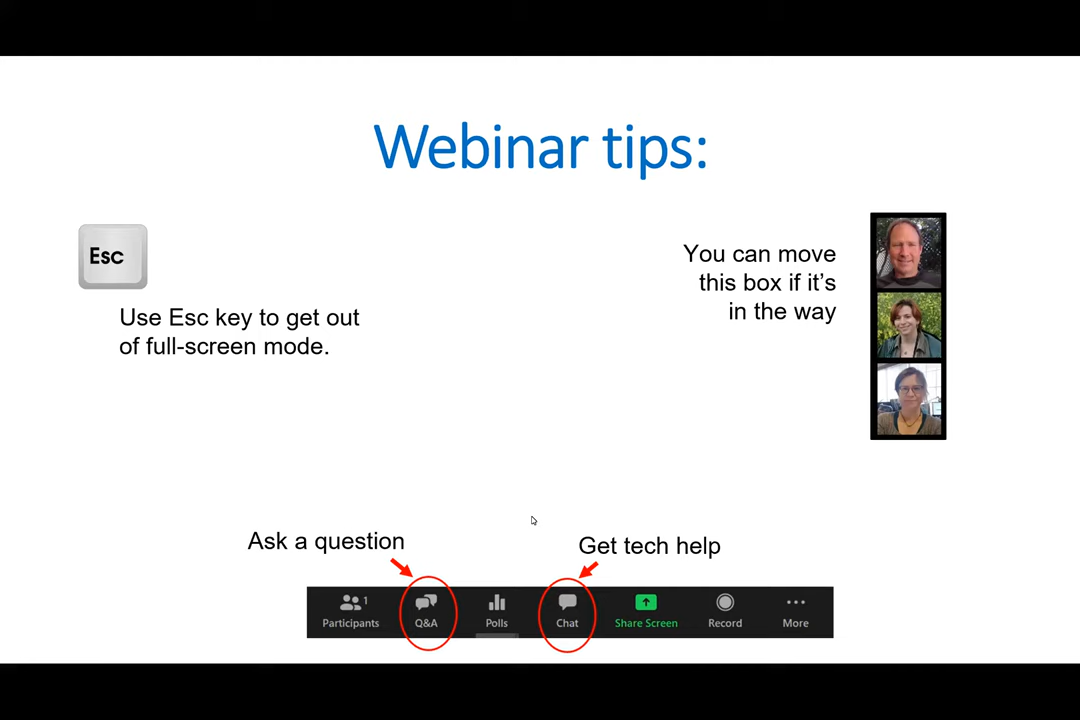 Webinar tips:
Esc
Use Esc key to get out
of full-screen mode.
You can move
this box if it's
in the way
Ask a question
Get tech help
1
Participants
Q&A
Polls
Chat
Share Screen
Record
More